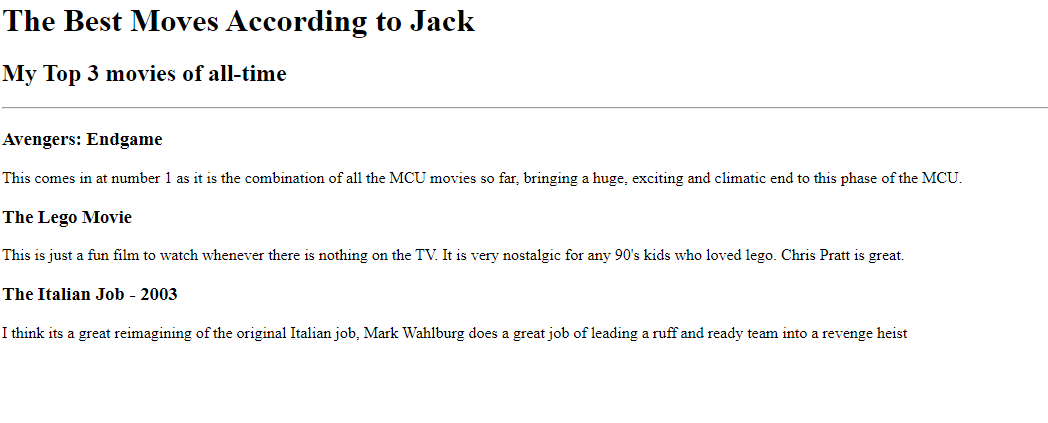 The Best Moves According to Jack
My Top 3 movies of all-time
Avengers: Endgame
This comes in at number 1 as it is the combination of all the MCU movies so far, bringing a huge, exciting and climatic end to this phase of the MCU.
The Lego Movie
This is just a fun film to watch whenever there is nothing on the TV. It is very nostalgic for any 90's kids who loved lego. Chris Pratt is great.
The Italian Job - 2003
I think its a great reimagining of the original Italian job, Mark Wahlburg does a great job of leading a ruff and ready team into a revenge heist